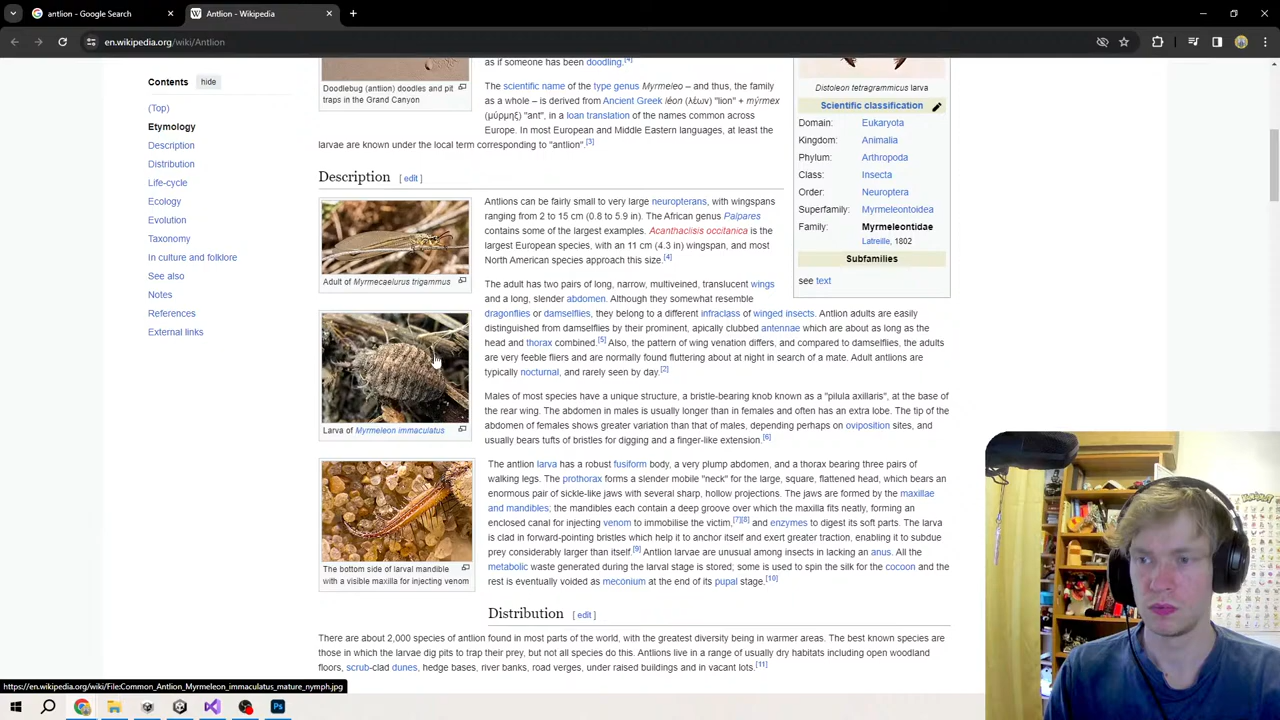 antlion - Google Search
Antlion - Wikipedia
en.wikipedia.org/wiki/Antlion
Contents hide
(Top)
Etymology
Description
Distribution
Life-cycle
Ecology
Evolution
Taxonomy
In culture and folklore
See also
Notes
References
External links
Doodlebug (antlion) doodles and pit
traps in the Grand Canyon
as if someone has been doodling.[4]
The scientific name of the type genus Myrmeleo – and thus, the family
as a whole – is derived from Ancient Greek léon (λέων) "lion" + mýrmex
(μύρμηξ) "ant", in a loan translation of the names common across
Europe. In most European and Middle Eastern languages, at least the
larvae are known under the local term corresponding to "antlion".[3]
Description [ edit ]
Adult of Myrmecaelurus trigammus
Larva of Myrmeleon immaculatus
The bottom side of larval mandible
with a visible maxilla for injecting venom
Antlions can be fairly small to very large neuropterans, with wingspans
ranging from 2 to 15 cm (0.8 to 5.9 in). The African genus Palpares
contains some of the largest examples. Acanthaclisis occitanica is the
largest European species, with an 11 cm (4.3 in) wingspan, and most
North American species approach this size.[4]
The adult has two pairs of long, narrow, multiveined, translucent wings
and a long, slender abdomen. Although they somewhat resemble
dragonflies or damselflies, they belong to a different infraclass of winged insects. Antlion adults are easily
distinguished from damselflies by their prominent, apically clubbed antennae which are about as long as the
head and thorax combined.[5] Also, the pattern of wing venation differs, and compared to damselflies, the adults
are very feeble fliers and are normally found fluttering about at night in search of a mate. Adult antlions are
typically nocturnal, and rarely seen by day.[2]
Males of most species have a unique structure, a bristle-bearing knob known as a "pilula axillaris", at the base of
the rear wing. The abdomen in males is usually longer than in females and often has an extra lobe. The tip of the
abdomen of females shows greater variation than that of males, depending perhaps on oviposition sites, and
usually bears tufts of bristles for digging and a finger-like extension.[6]
The antlion larva has a robust fusiform body, a very plump abdomen, and a thorax bearing three pairs of
walking legs. The prothorax forms a slender mobile "neck" for the large, square, flattened head, which bears an
enormous pair of sickle-like jaws with several sharp, hollow projections. The jaws are formed by the maxillae
and mandibles; the mandibles each contain a deep groove over which the maxilla fits neatly, forming an
enclosed canal for injecting venom to immobilise the victim,[7][8] and enzymes to digest its soft parts. The larva
is clad in forward-pointing bristles which help it to anchor itself and exert greater traction, enabling it to subdue
prey considerably larger than itself.[9] Antlion larvae are unusual among insects in lacking an anus. All the
metabolic waste generated during the larval stage is stored; some is used to spin the silk for the cocoon and the
rest is eventually voided as meconium at the end of its pupal stage.[10]
Distribution [ edit ]
There are about 2,000 species of antlion found in most parts of the world, with the greatest diversity being in warmer areas. The best known species are
those in which the larvae dig pits to trap their prey, but not all species do this. Antlions live in a range of usually dry habitats including open woodland
floors, scrub-clad dunes, hedge bases, river banks, road verges, under raised buildings and in vacant lots.[11]
Distoleon tetragrammicus larva
Scientific classification
Domain: Eukaryota
Kingdom: Animalia
Phylum: Arthropoda
Class: Insecta
Order: Neuroptera
Superfamily: Myrmeleontoidea
Family: Myrmeleontidae
Latreille, 1802
Subfamilies
see text
https://en.wikipedia.org/wiki/File:Common_Antlion_Myrmeleon_immaculatus_mature_nymph.jpg
Ps